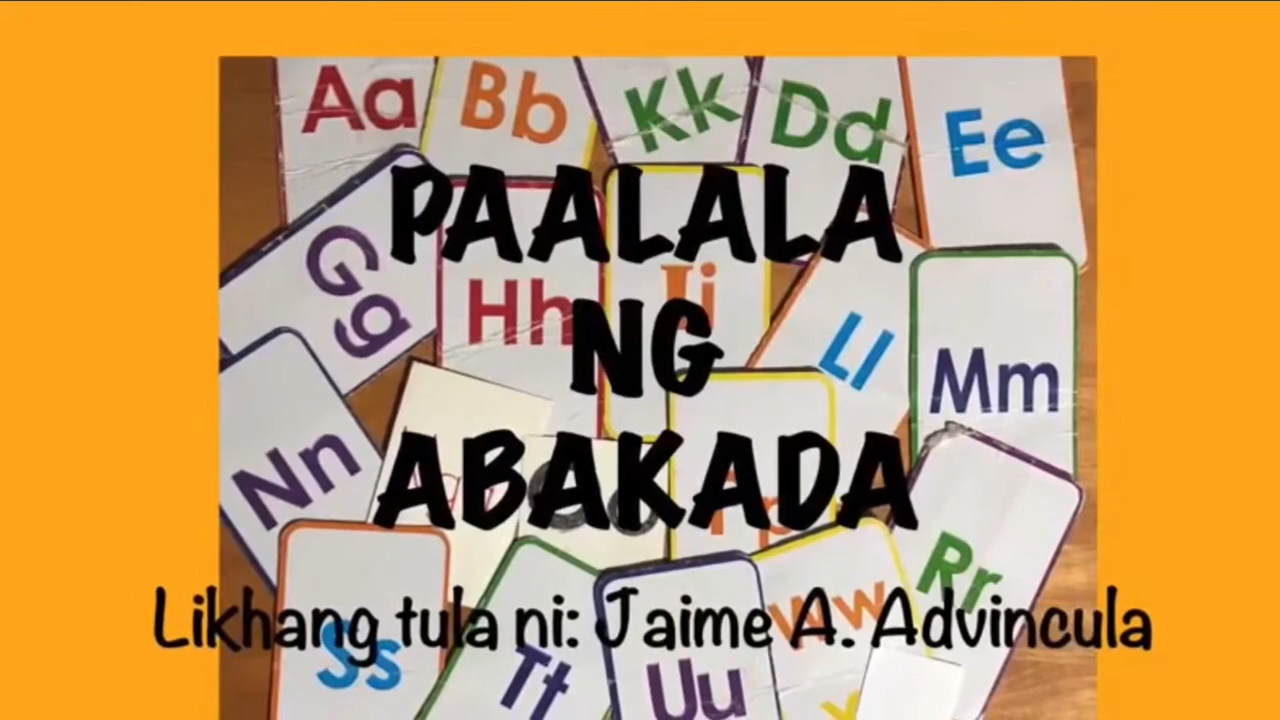 Aa Bb Kk Dd Ee
PAALALA
Gg Hh Ii Ll Mm
NG
Nn
ABAKADA
Rr
Likhang tula ni: Jaime A. Advincula
Ss Tt Uu Ww